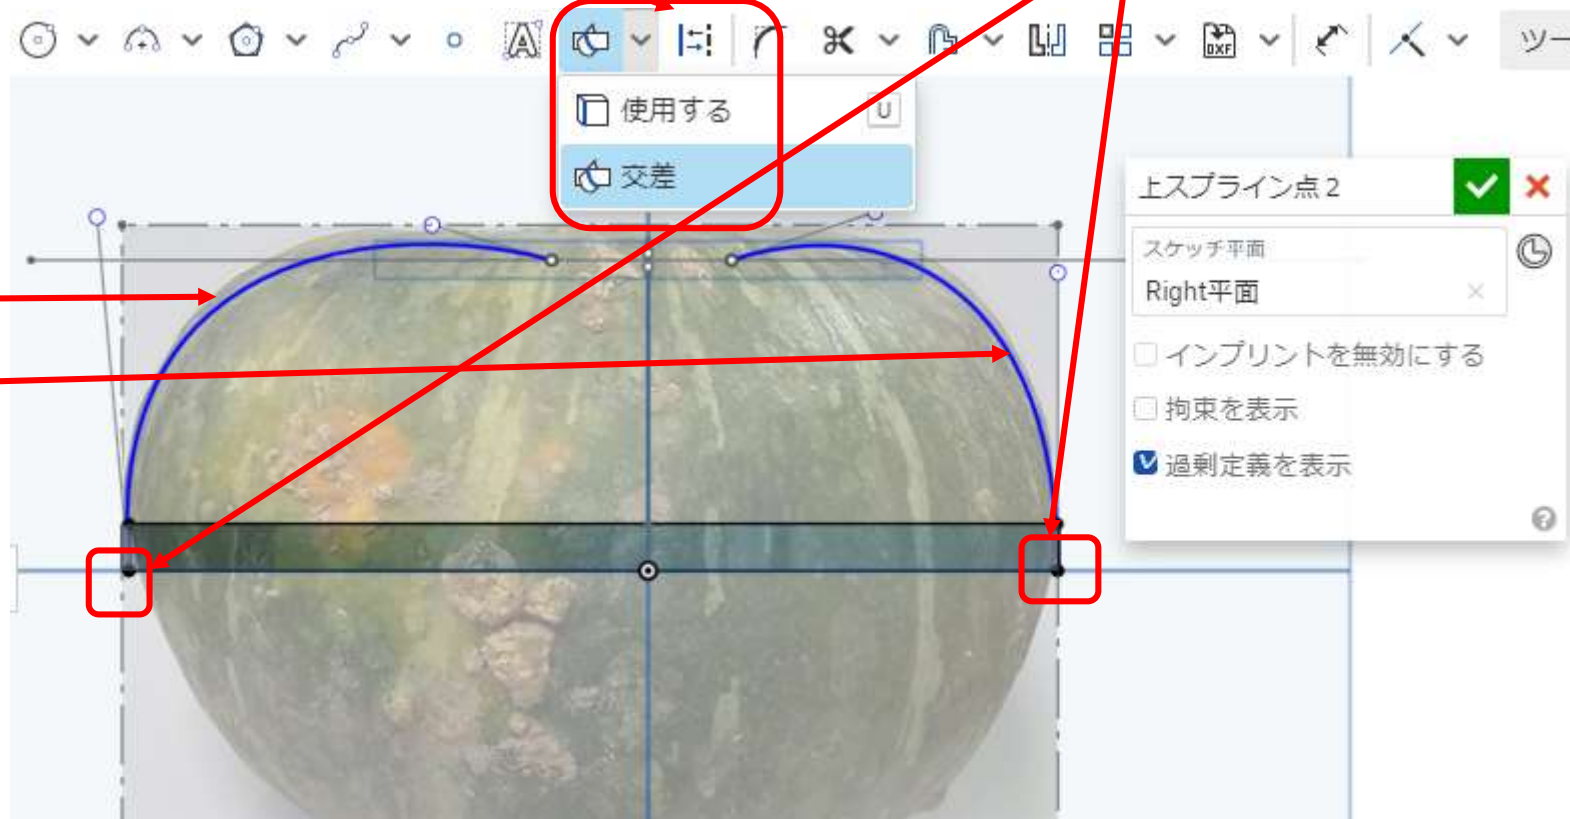 A
DXF
ツー
使用する U
交差
上スプライン点 2
スケッチ平面
Right平面
インプリントを無効にする
拘束を表示
過剰定義を表示
?